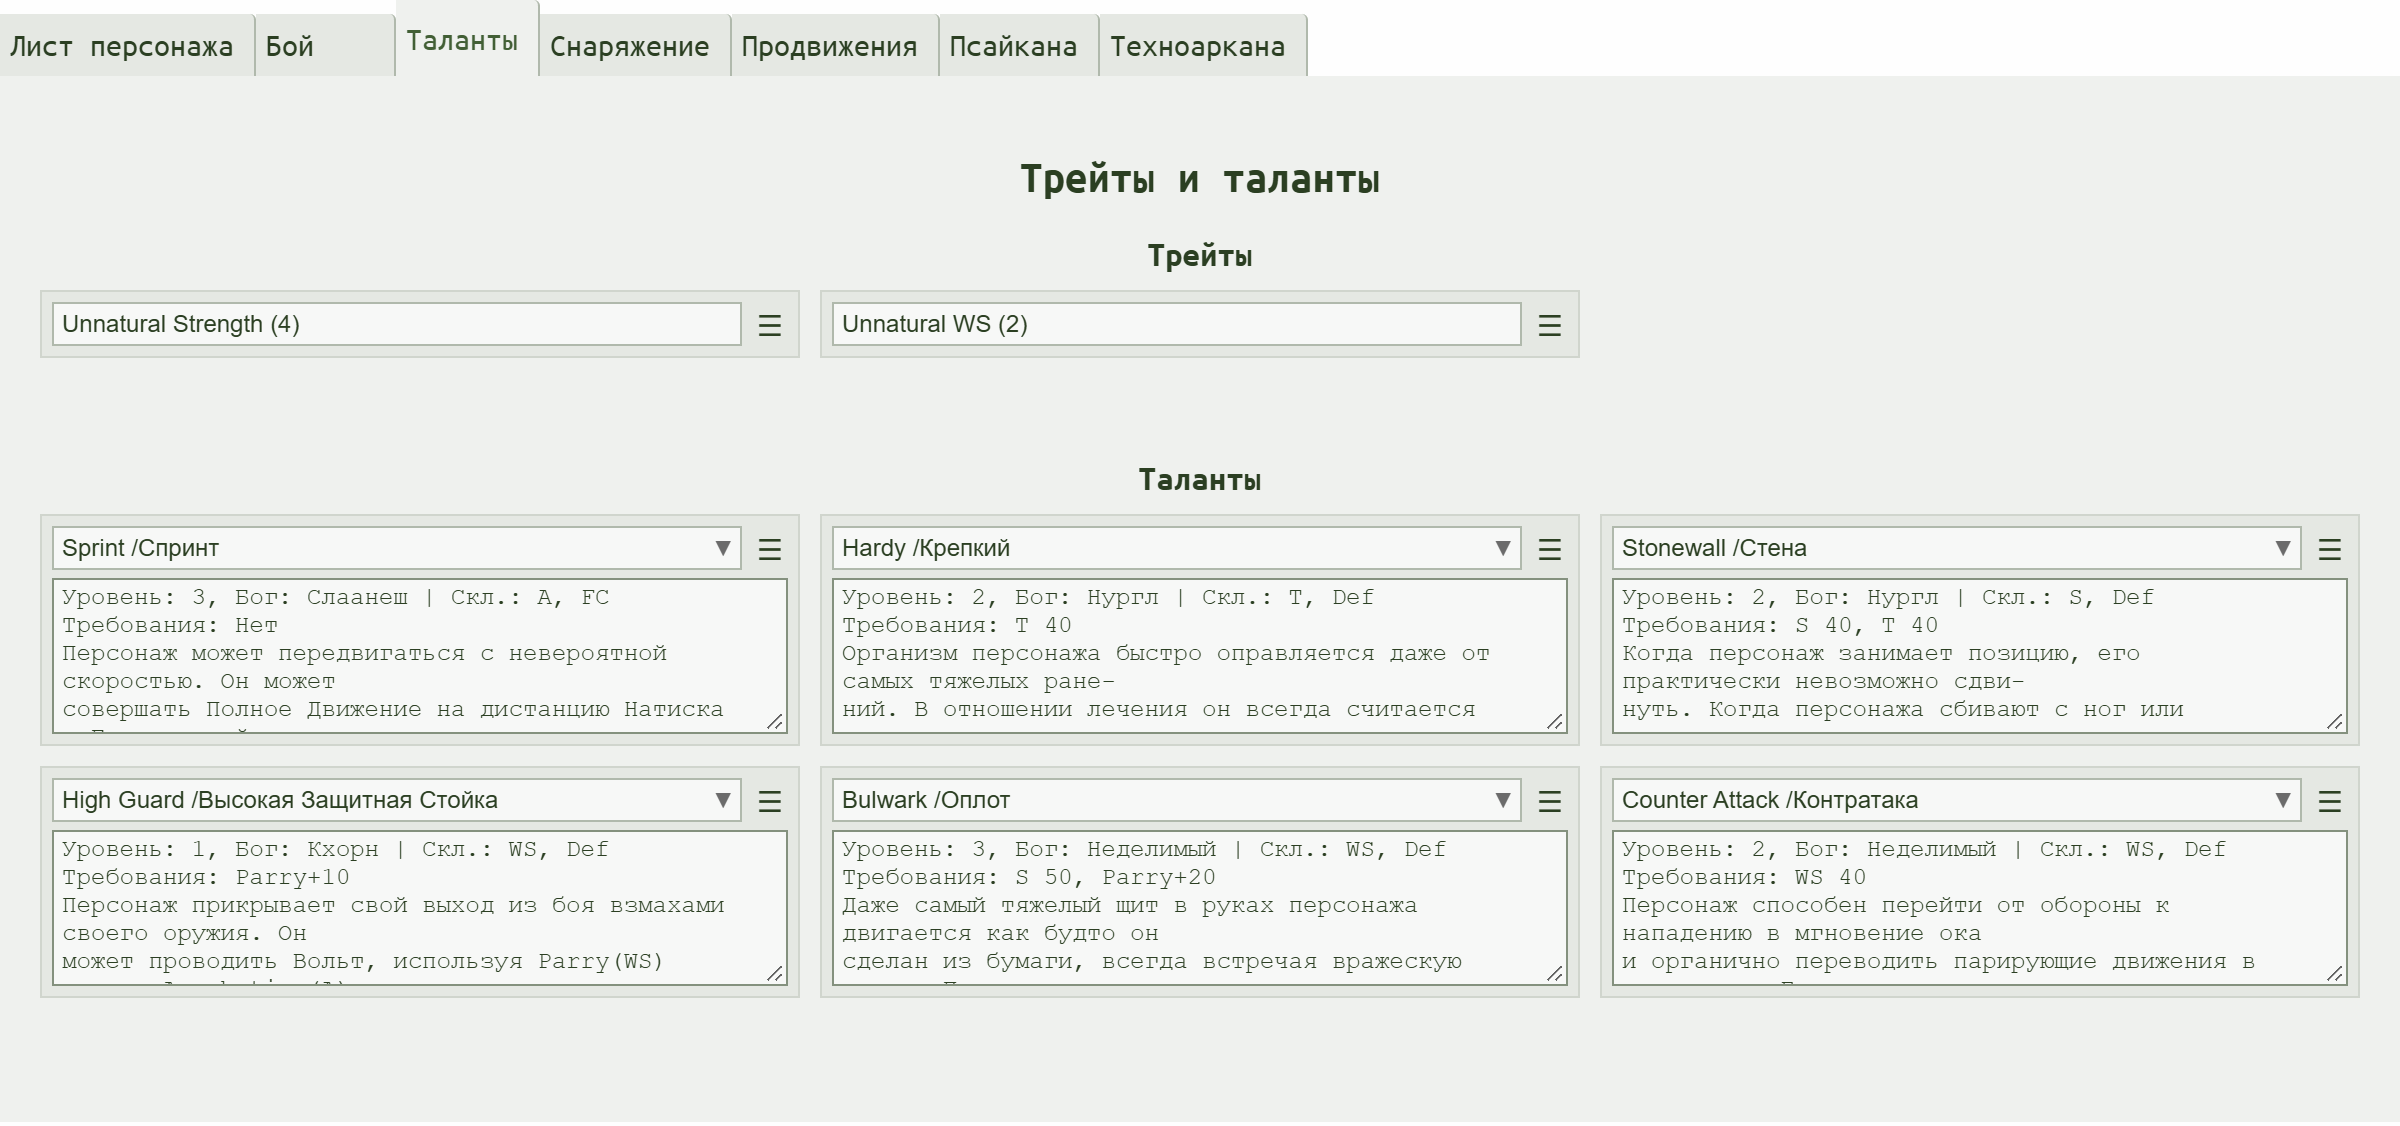 Лист персонажа Бой Таланты Снаряжение Продвижения Псайкана Техноаркана
Трейты и таланты
Трейты
Unnatural Strength (4)
Unnatural WS (2)
Таланты
Sprint /Спринт
Уровень: 3, Бог: Слаанеш | Скл.: A, FC
Требования: Нет
Персонаж может передвигаться с невероятной
скоростью. Он может
совершать Полное Движение на дистанцию Натиска
Hardy /Крепкий
Уровень: 2, Бог: Нургл | Скл.: T, Def
Требования: T 40
Организм персонажа быстро оправляется даже от
самых тяжелых ране-
ний. В отношении лечения он всегда считается
Stonewall /Стена
Уровень: 2, Бог: Нургл | Скл.: S, Def
Требования: S 40, T 40
Когда персонаж занимает позицию, его
практически невозможно сдви-
нуть. Когда персонажа сбивают с ног или
High Guard /Высокая Защитная Стойка
Уровень: 1, Бог: Кхорн | Скл.: WS, Def
Требования: Parry+10
Персонаж прикрывает свой выход из боя взмахами
своего оружия. Он
может проводить Вольт, используя Parry(WS)
Bulwark /Оплот
Уровень: 3, Бог: Неделимый | Скл.: WS, Def
Требования: S 50, Parry+20
Даже самый тяжелый щит в руках персонажа
двигается как будто он
сделан из бумаги, всегда встречая вражескую
Counter Attack /Контратака
Уровень: 2, Бог: Неделимый | Скл.: WS, Def
Требования: WS 40
Персонаж способен перейти от обороны к
нападению в мгновение ока
и органично переводить парирующие движения в